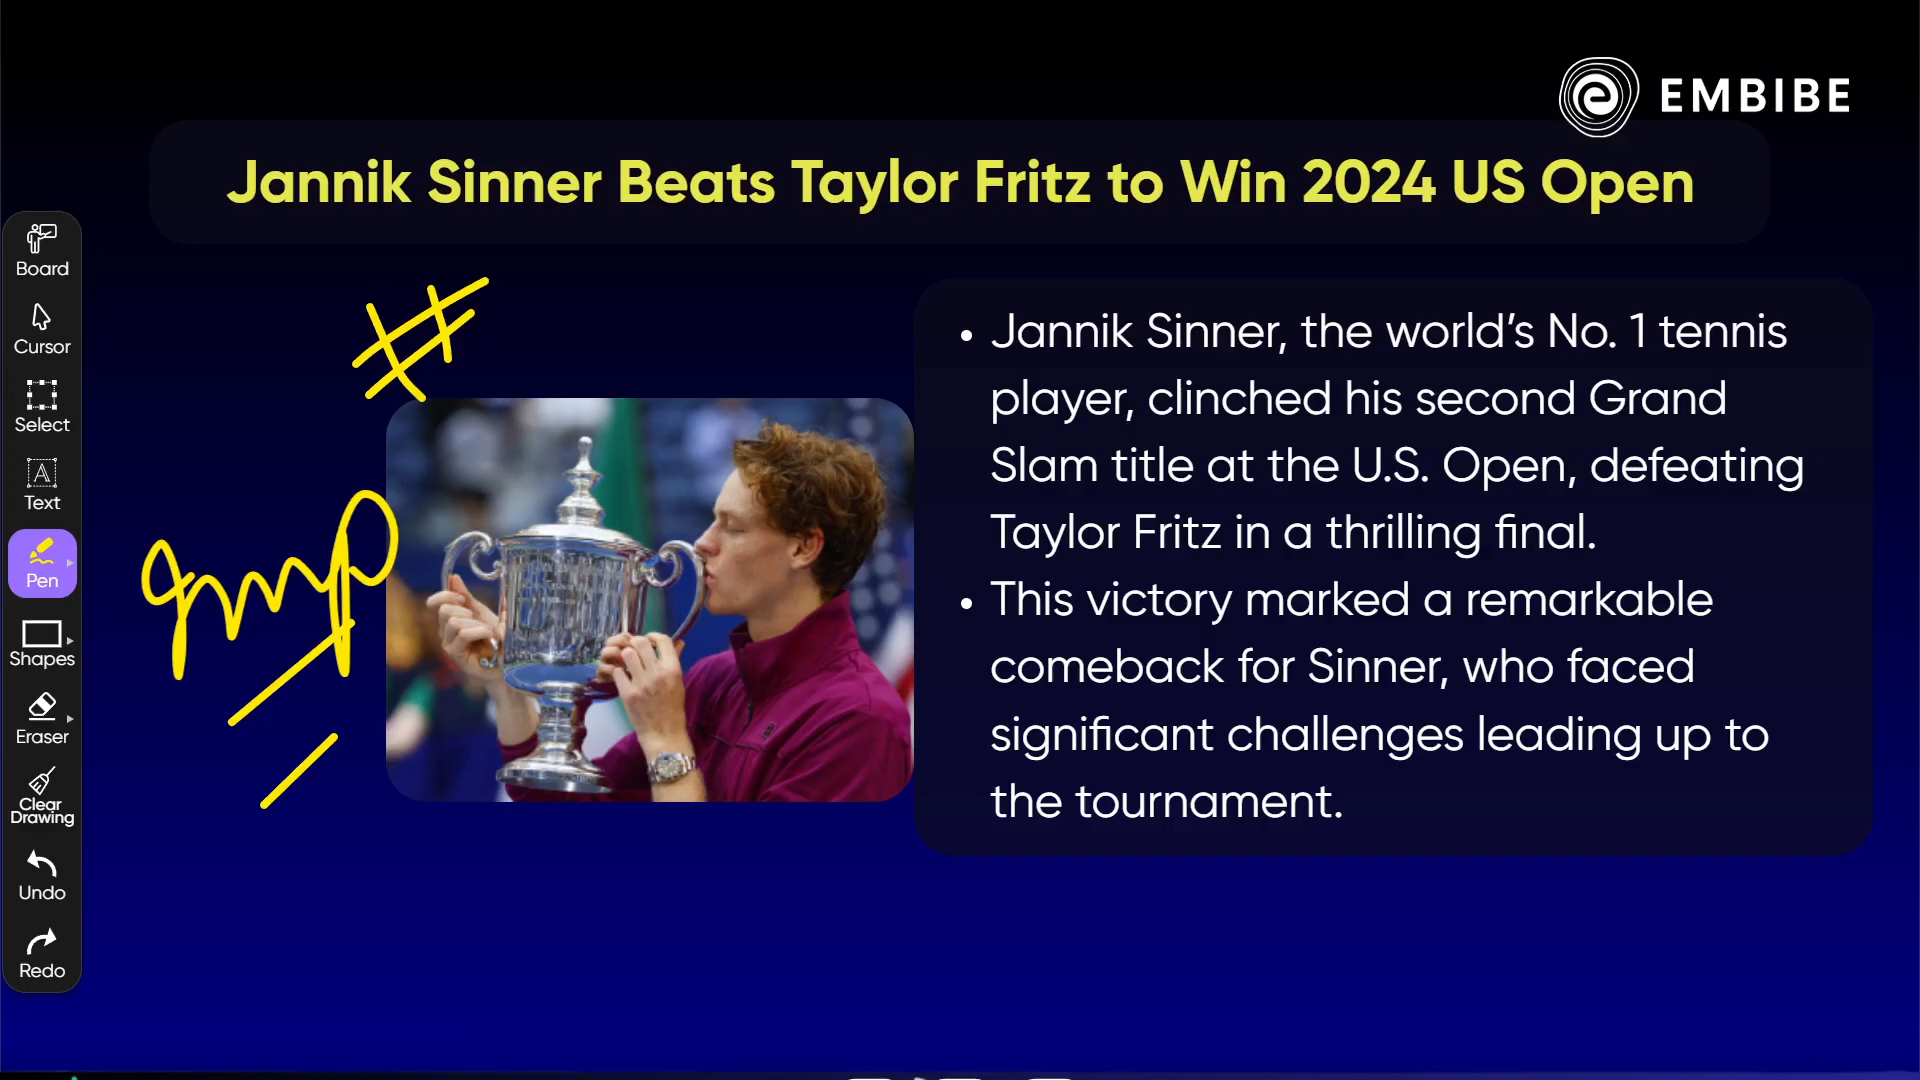 EMBIBE
Jannik Sinner Beats Taylor Fritz to Win 2024 US Open
Board
Cursor
Select
Text
Pen
Shapes
Eraser
Clear
Drawing
Undo
Redo
#
Imp
• Jannik Sinner, the world's No. 1 tennis
player, clinched his second Grand
Slam title at the U.S. Open, defeating
Taylor Fritz in a thrilling final.
• This victory marked a remarkable
comeback for Sinner, who faced
significant challenges leading up to
the tournament.